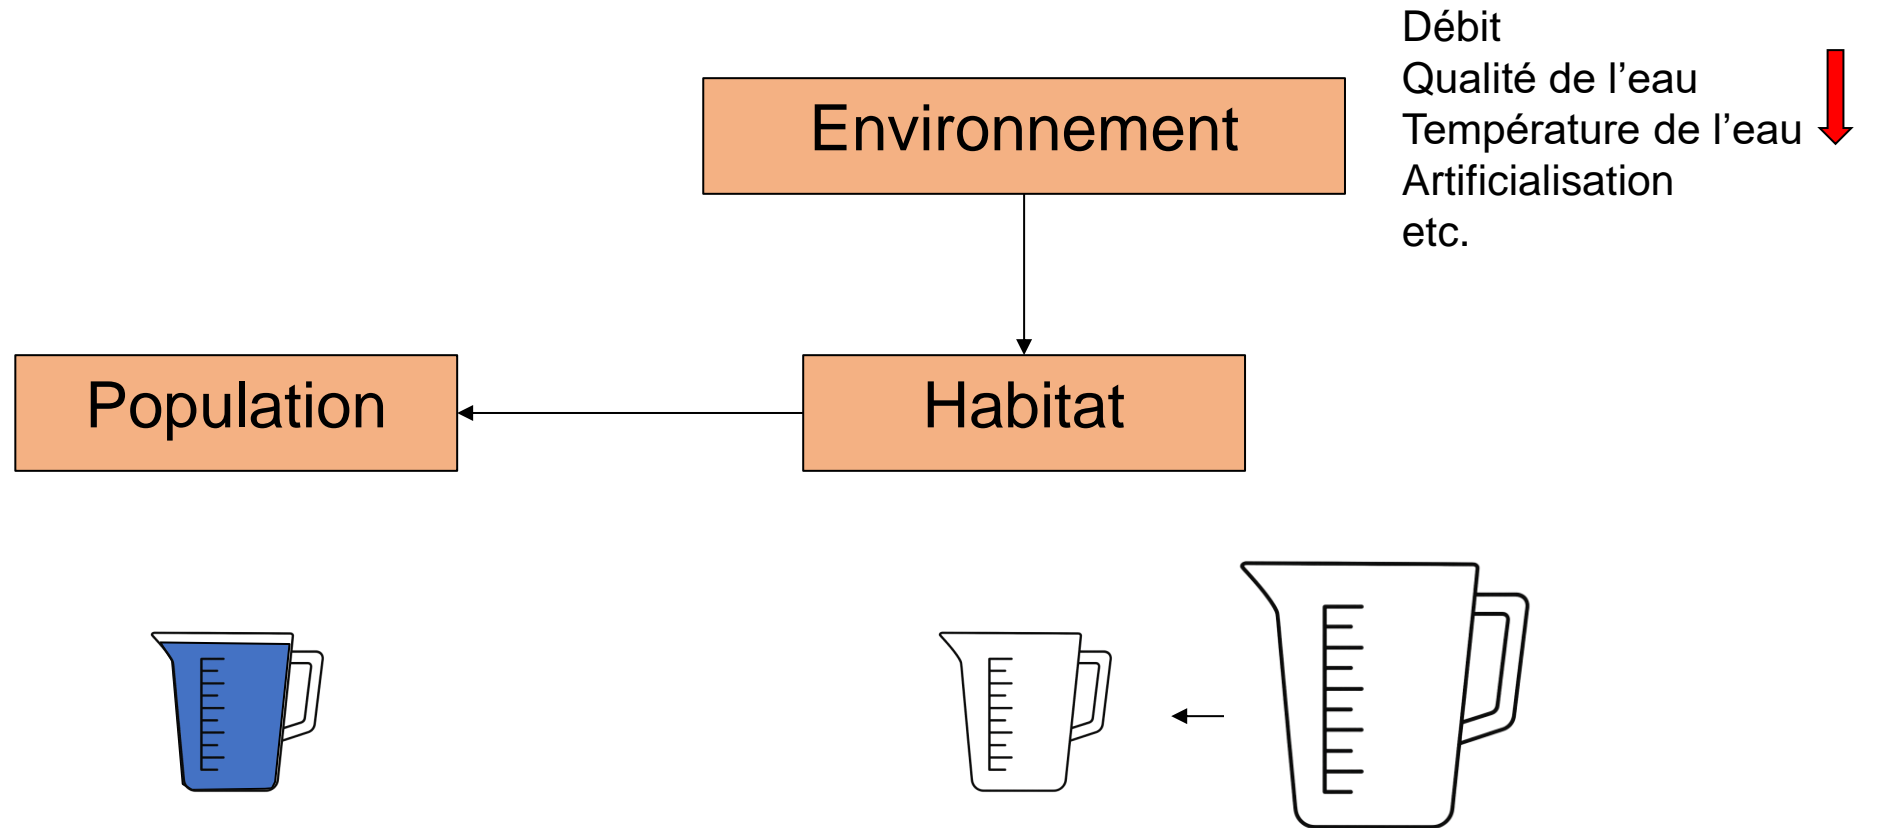 Débit
Qualité de l’eau
Température de l’eau
Artificialisation
etc.
Environnement
Population
Habitat